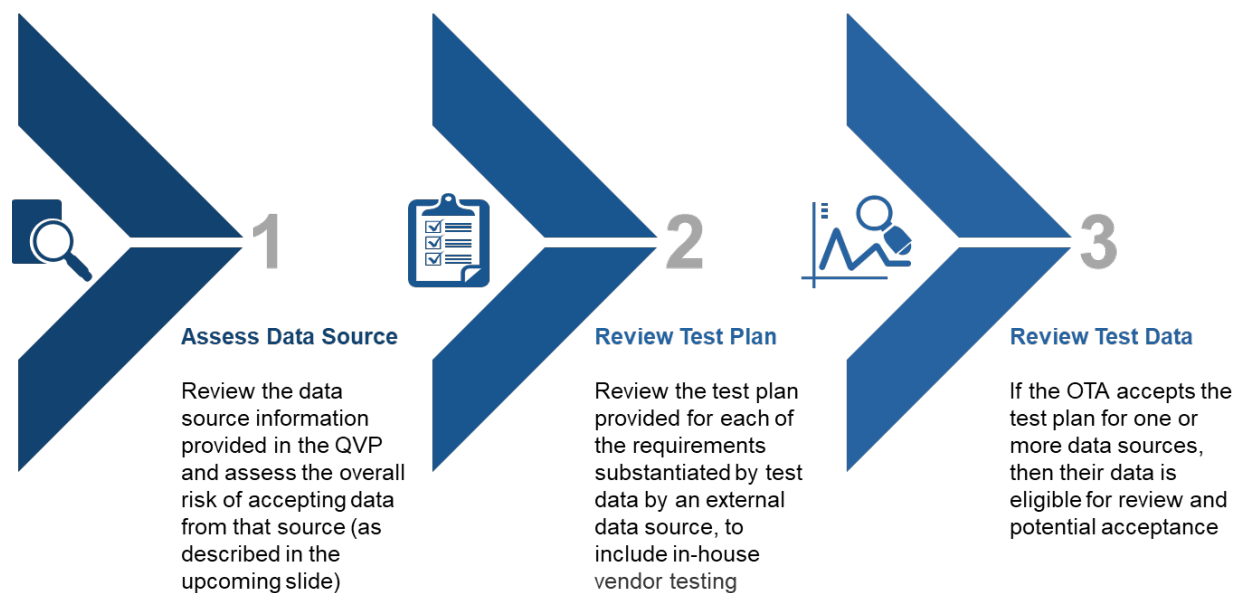 1
Assess Data Source
Review the data
source information
provided in the QVP
and assess the overall
risk of accepting data
from that source (as
described in the
upcoming slide)
2
Review Test Plan
Review the test plan
provided for each of
the requirements
substantiated by test
data by an external
data source, to
include in-house
vendor testing
3
Review Test Data
If the OTA accepts the
test plan for one or
more data sources,
then their data is
eligible for review and
potential acceptance